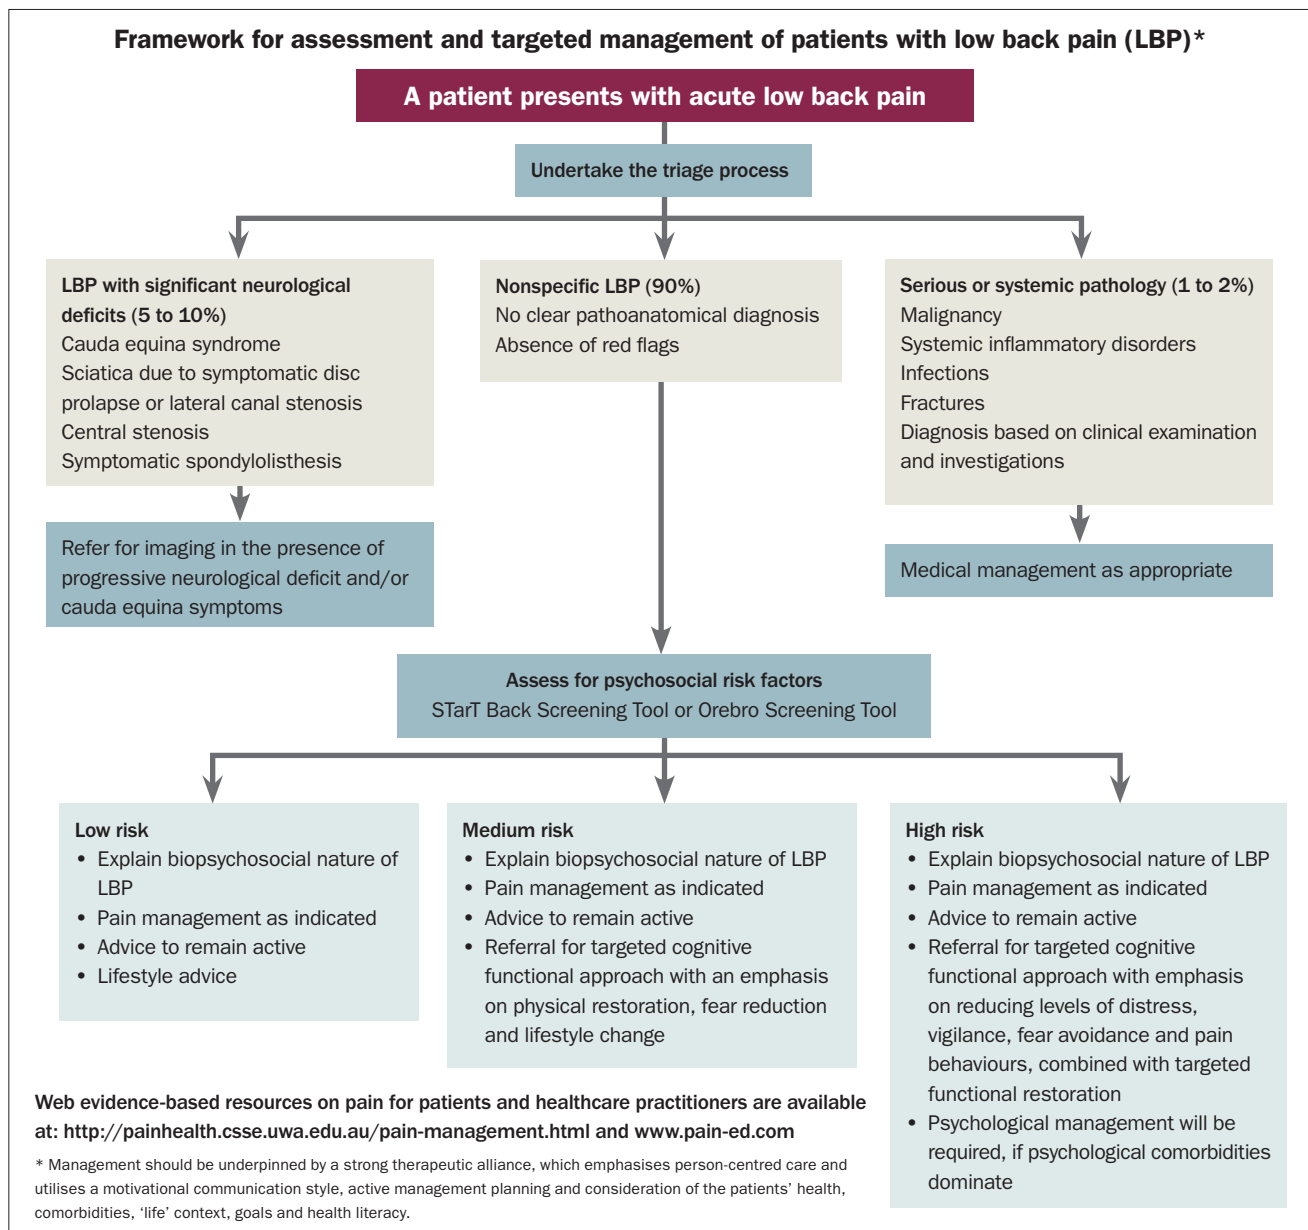 Framework for assessment and targeted management of patients with low back pain (LBP)*
A patient presents with acute low back pain
Undertake the triage process
LBP with significant neurological
deficits (5 to 10%)
Cauda equina syndrome
Sciatica due to symptomatic disc
prolapse or lateral canal stenosis
Central stenosis
Symptomatic spondylolisthesis
Nonspecific LBP (90%)
No clear pathoanatomical diagnosis
Absence of red flags
Serious or systemic pathology (1 to 2%)
Malignancy
Systemic inflammatory disorders
Infections
Fractures
Diagnosis based on clinical examination
and investigations
Refer for imaging in the presence of
progressive neurological deficit and/or
cauda equina symptoms
Medical management as appropriate
Assess for psychosocial risk factors
STarT Back Screening Tool or Orebro Screening Tool
Low risk
• Explain biopsychosocial nature of
LBP
• Pain management as indicated
• Advice to remain active
• Lifestyle advice
Medium risk
• Explain biopsychosocial nature of LBP
• Pain management as indicated
• Advice to remain active
• Referral for targeted cognitive
functional approach with an emphasis
on physical restoration, fear reduction
and lifestyle change
High risk
• Explain biopsychosocial nature of LBP
• Pain management as indicated
• Advice to remain active
• Referral for targeted cognitive
functional approach with emphasis
on reducing levels of distress,
vigilance, fear avoidance and pain
behaviours, combined with targeted
functional restoration
• Psychological management will be
required, if psychological comorbidities
dominate
Web evidence-based resources on pain for patients and healthcare practitioners are available
at: http://painhealth.csse.uwa.edu.au/pain-management.html and www.pain-ed.com
* Management should be underpinned by a strong therapeutic alliance, which emphasises person-centred care and
utilises a motivational communication style, active management planning and consideration of the patients' health,
comorbidities, 'life' context, goals and health literacy.